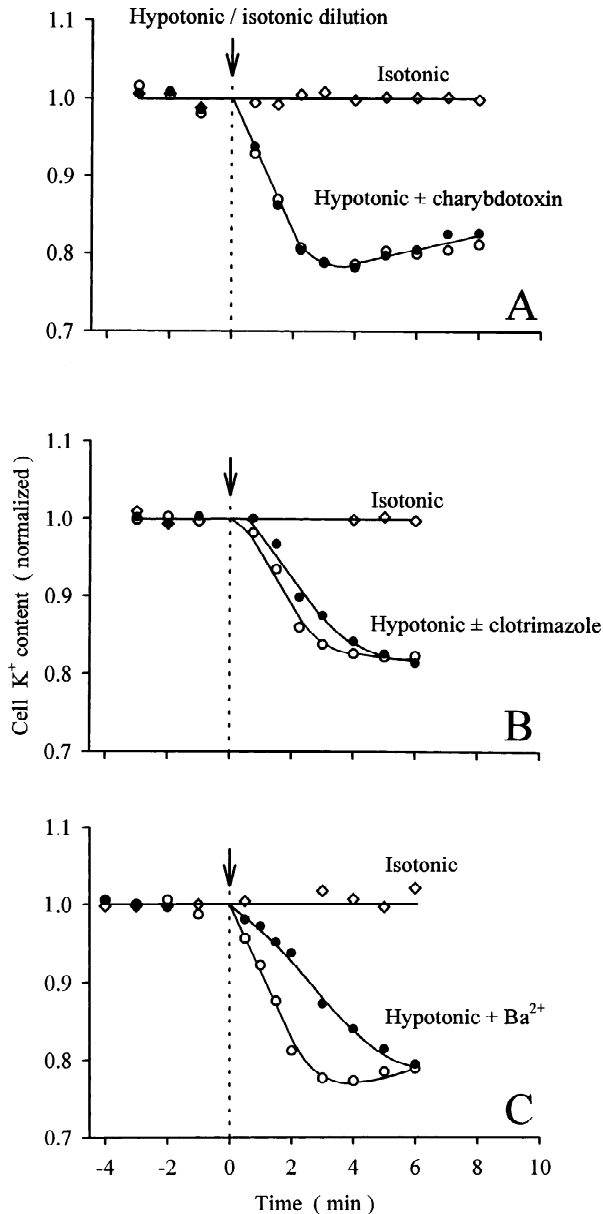 Hypotonic / isotonic dilution
1.1
Isotonic
1.0
0.9
Hypotonic ± charybdotoxin
0.8
A
0.7
1.1
Isotonic
1.0
0.9
Hypotonic ± clotrimazole
0.8
B
0.7
Cell K+ content ( normalized )
1.1
Isotonic
1.0
0.9
Hypotonic ± Ba2+
0.8
C
0.7
-4 -2 0 2 4 6 8 10
Time ( min )